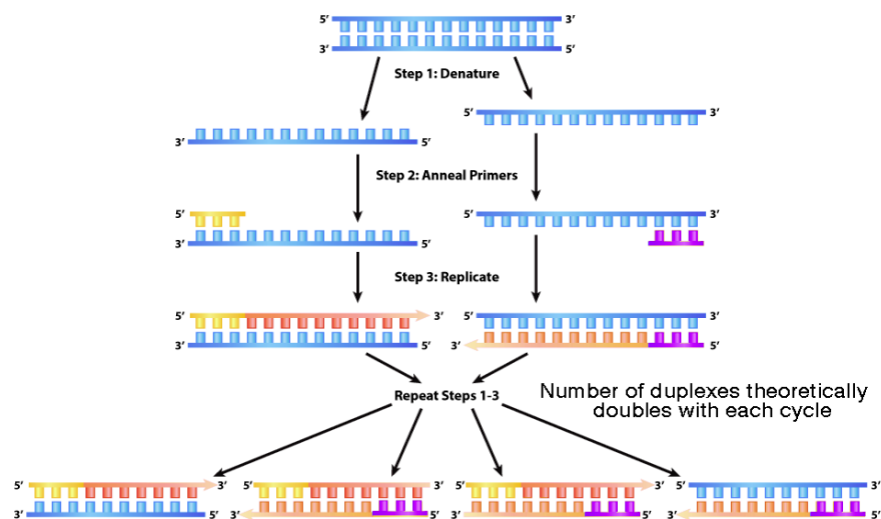 5′ 3′
3′ 5′
Step 1: Denature
5′ 3′
3′ 5′
Step 2: Anneal Primers
5′ 5′ 3′
3′ 5′
Step 3: Replicate
5′ 3′ 5′ 3′
3′ 5′ 3′ 5′
Repeat Steps 1-3
Number of duplexes theoretically
doubles with each cycle
5′ 3′ 5′ 3′ 5′ 3′ 5′ 3′
3′ 5′ 3′ 5′ 3′ 5′ 3′ 5′